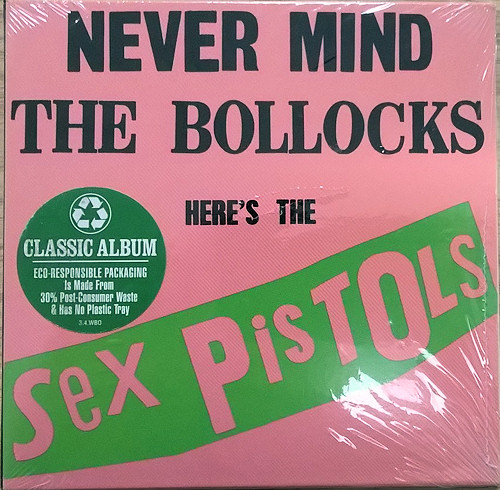 NEVER MIND
THE BOLLOCKS
HERE'S THE
CLASSIC ALBUM
ECO-RESPONSIBLE PACKAGING
Is Made From
30% Post-Consumer Waste
& Has No Plastic Tray
3.4.WBO
Sex PisTOLS